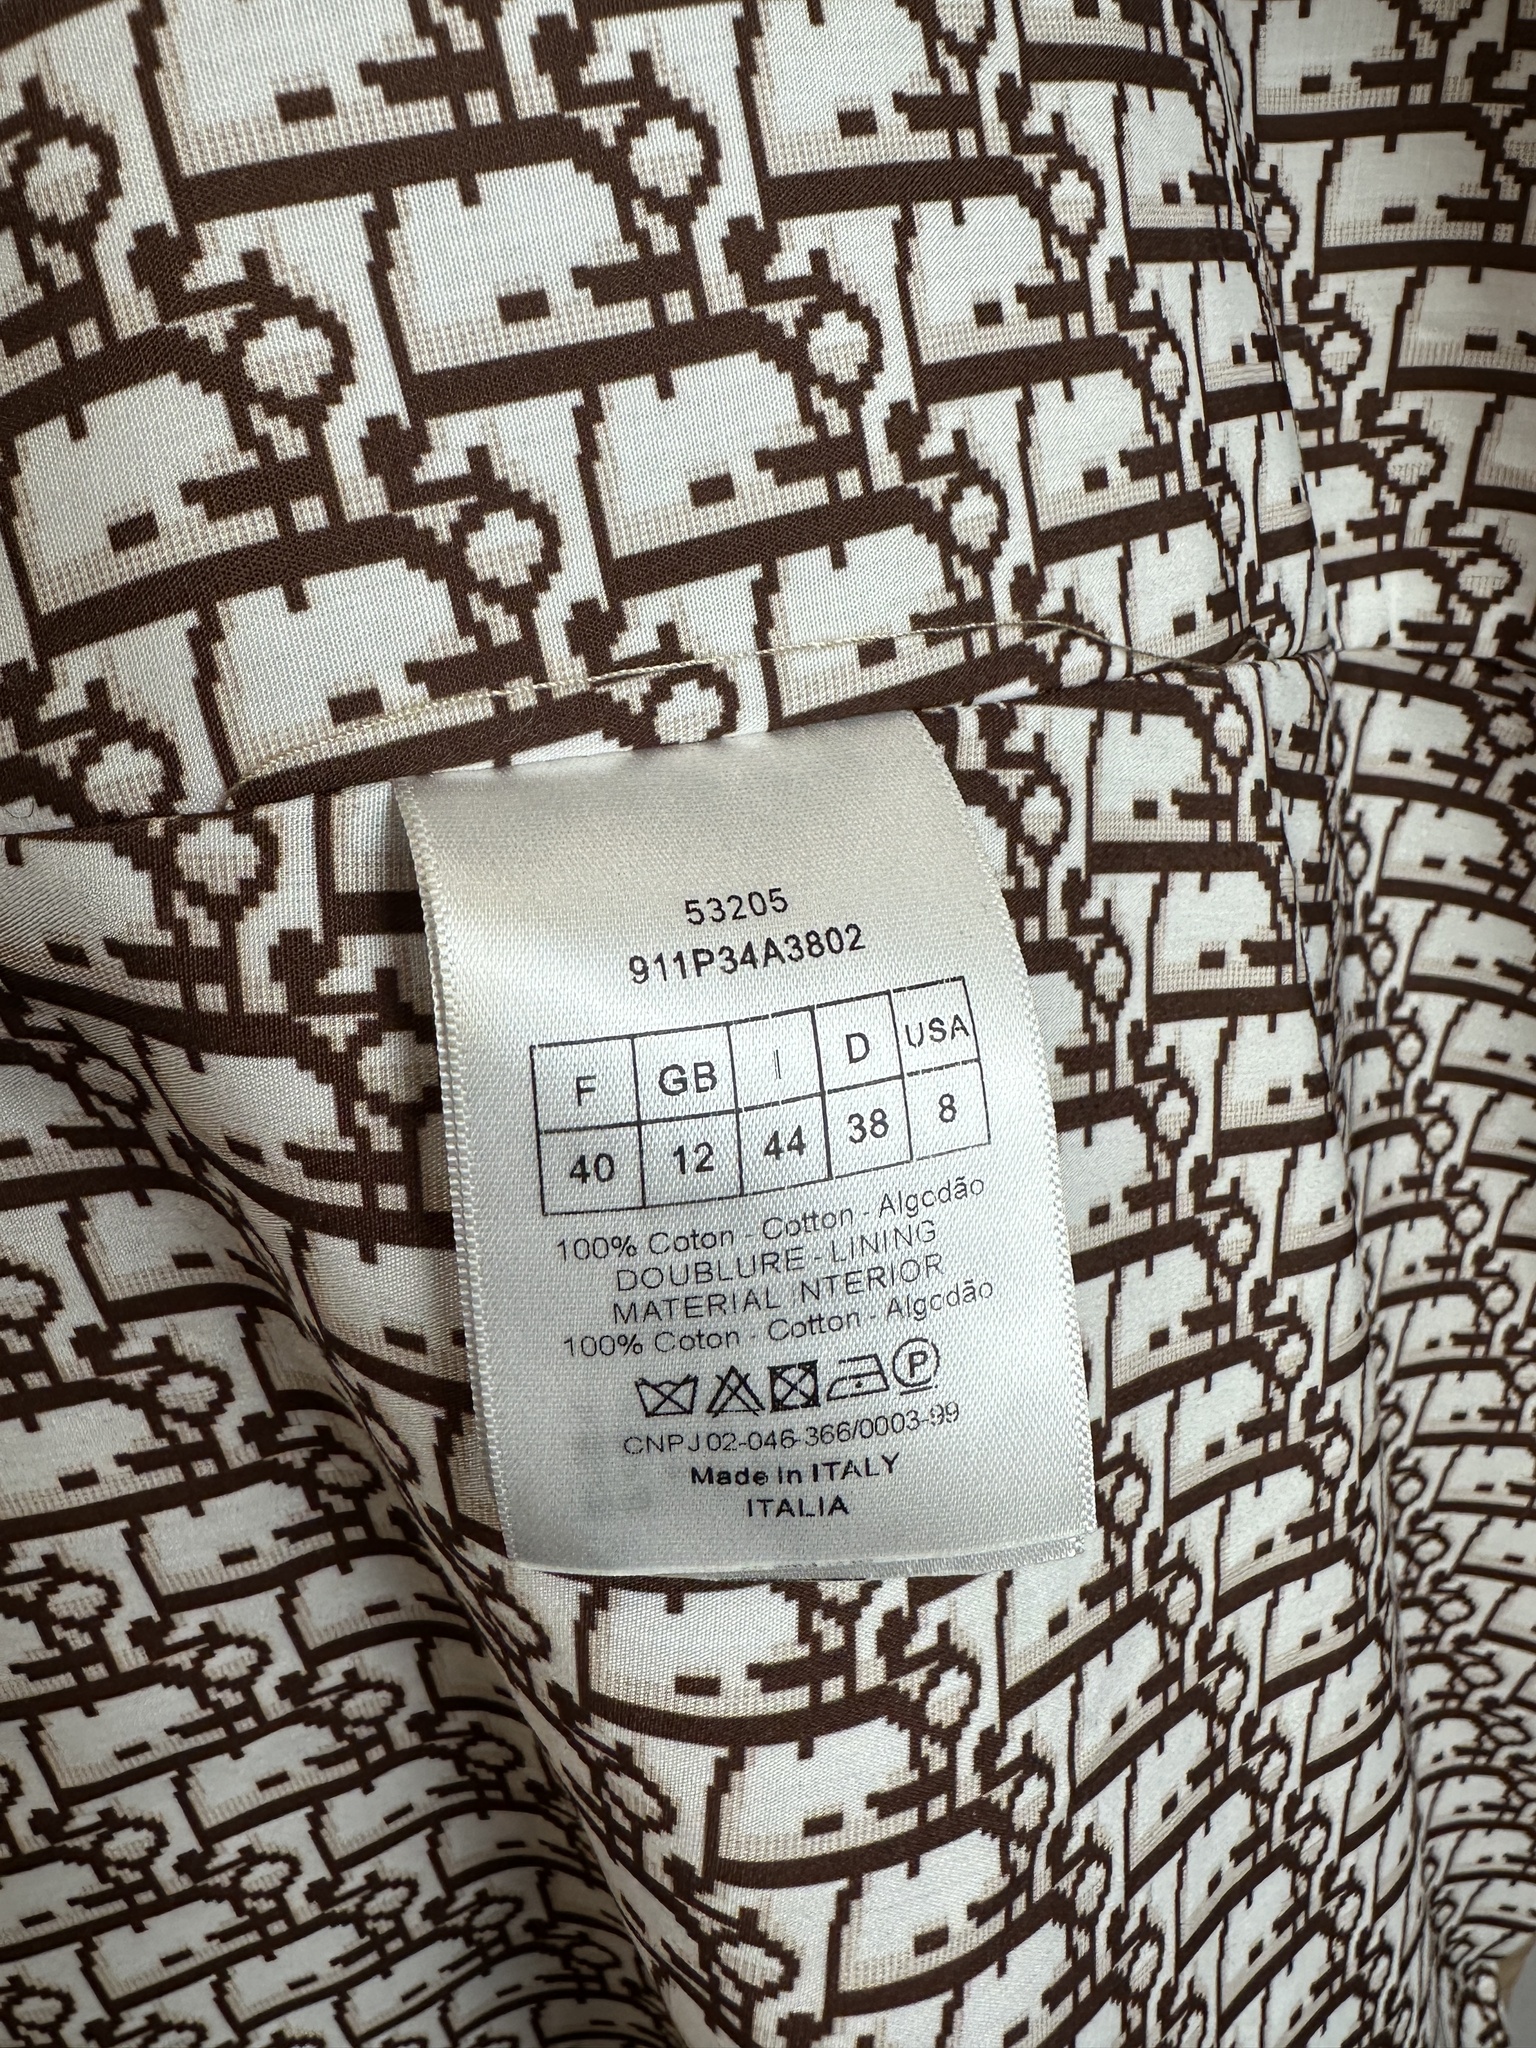 53205
911P34A3802
F GB I D USA
40 12 44 38 8
100% Coton - Cotton - Algodão
DOUBLURE - LINING
MATERIAL NTERIOR
100% Coton - Cotton - Algodão
P
CNPJ 02-046-366/0003-99
Made in ITALY
ITALIA